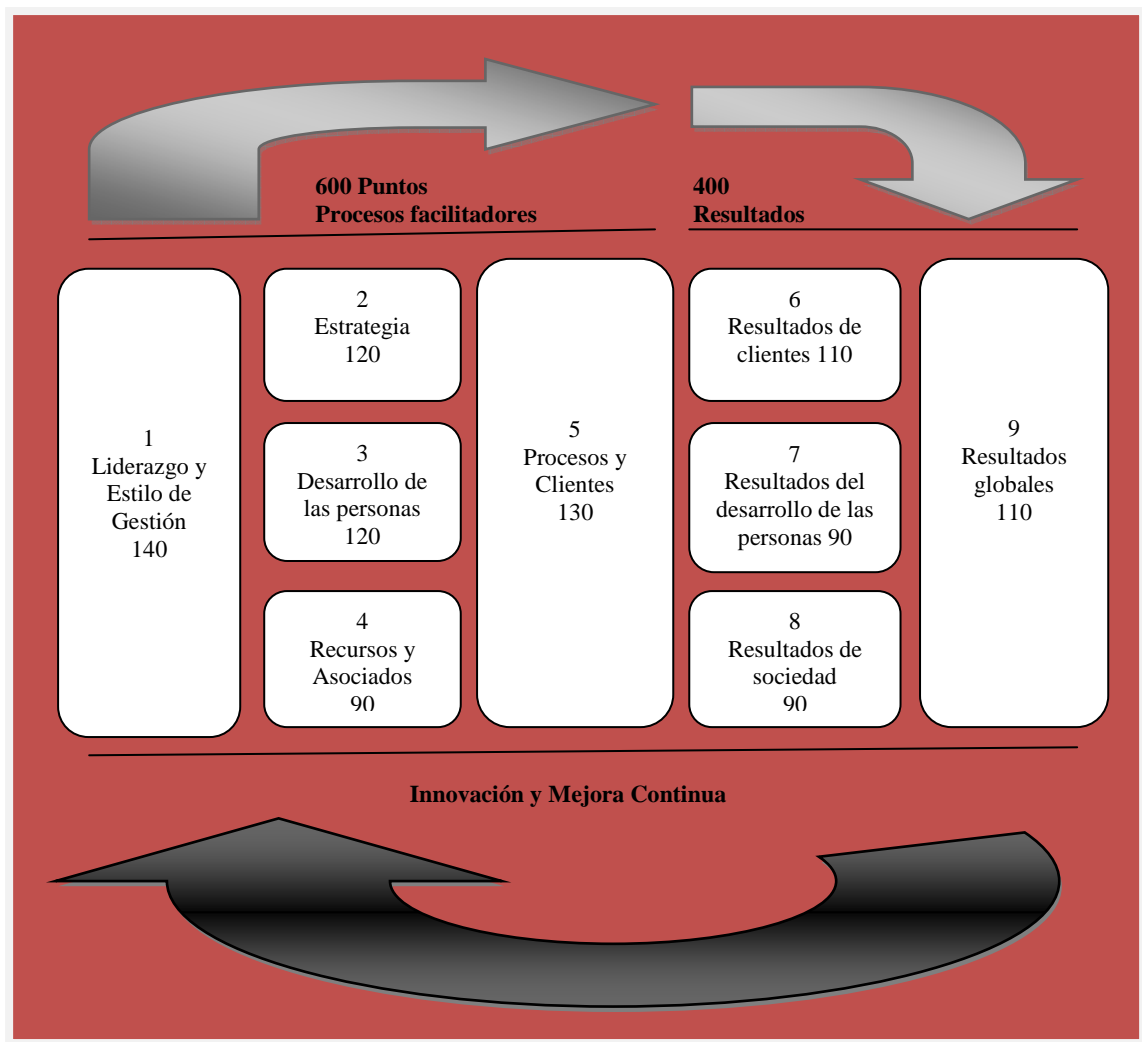 600 Puntos
Procesos facilitadores
400
Resultados
1
Liderazgo y
Estilo de
Gestión
140
2
Estrategia
120
3
Desarrollo de
las personas
120
4
Recursos y
Asociados
90
5
Procesos y
Clientes
130
6
Resultados de
clientes 110
7
Resultados del
desarrollo de las
personas 90
8
Resultados de
sociedad
90
9
Resultados
globales
110
Innovación y Mejora Continua